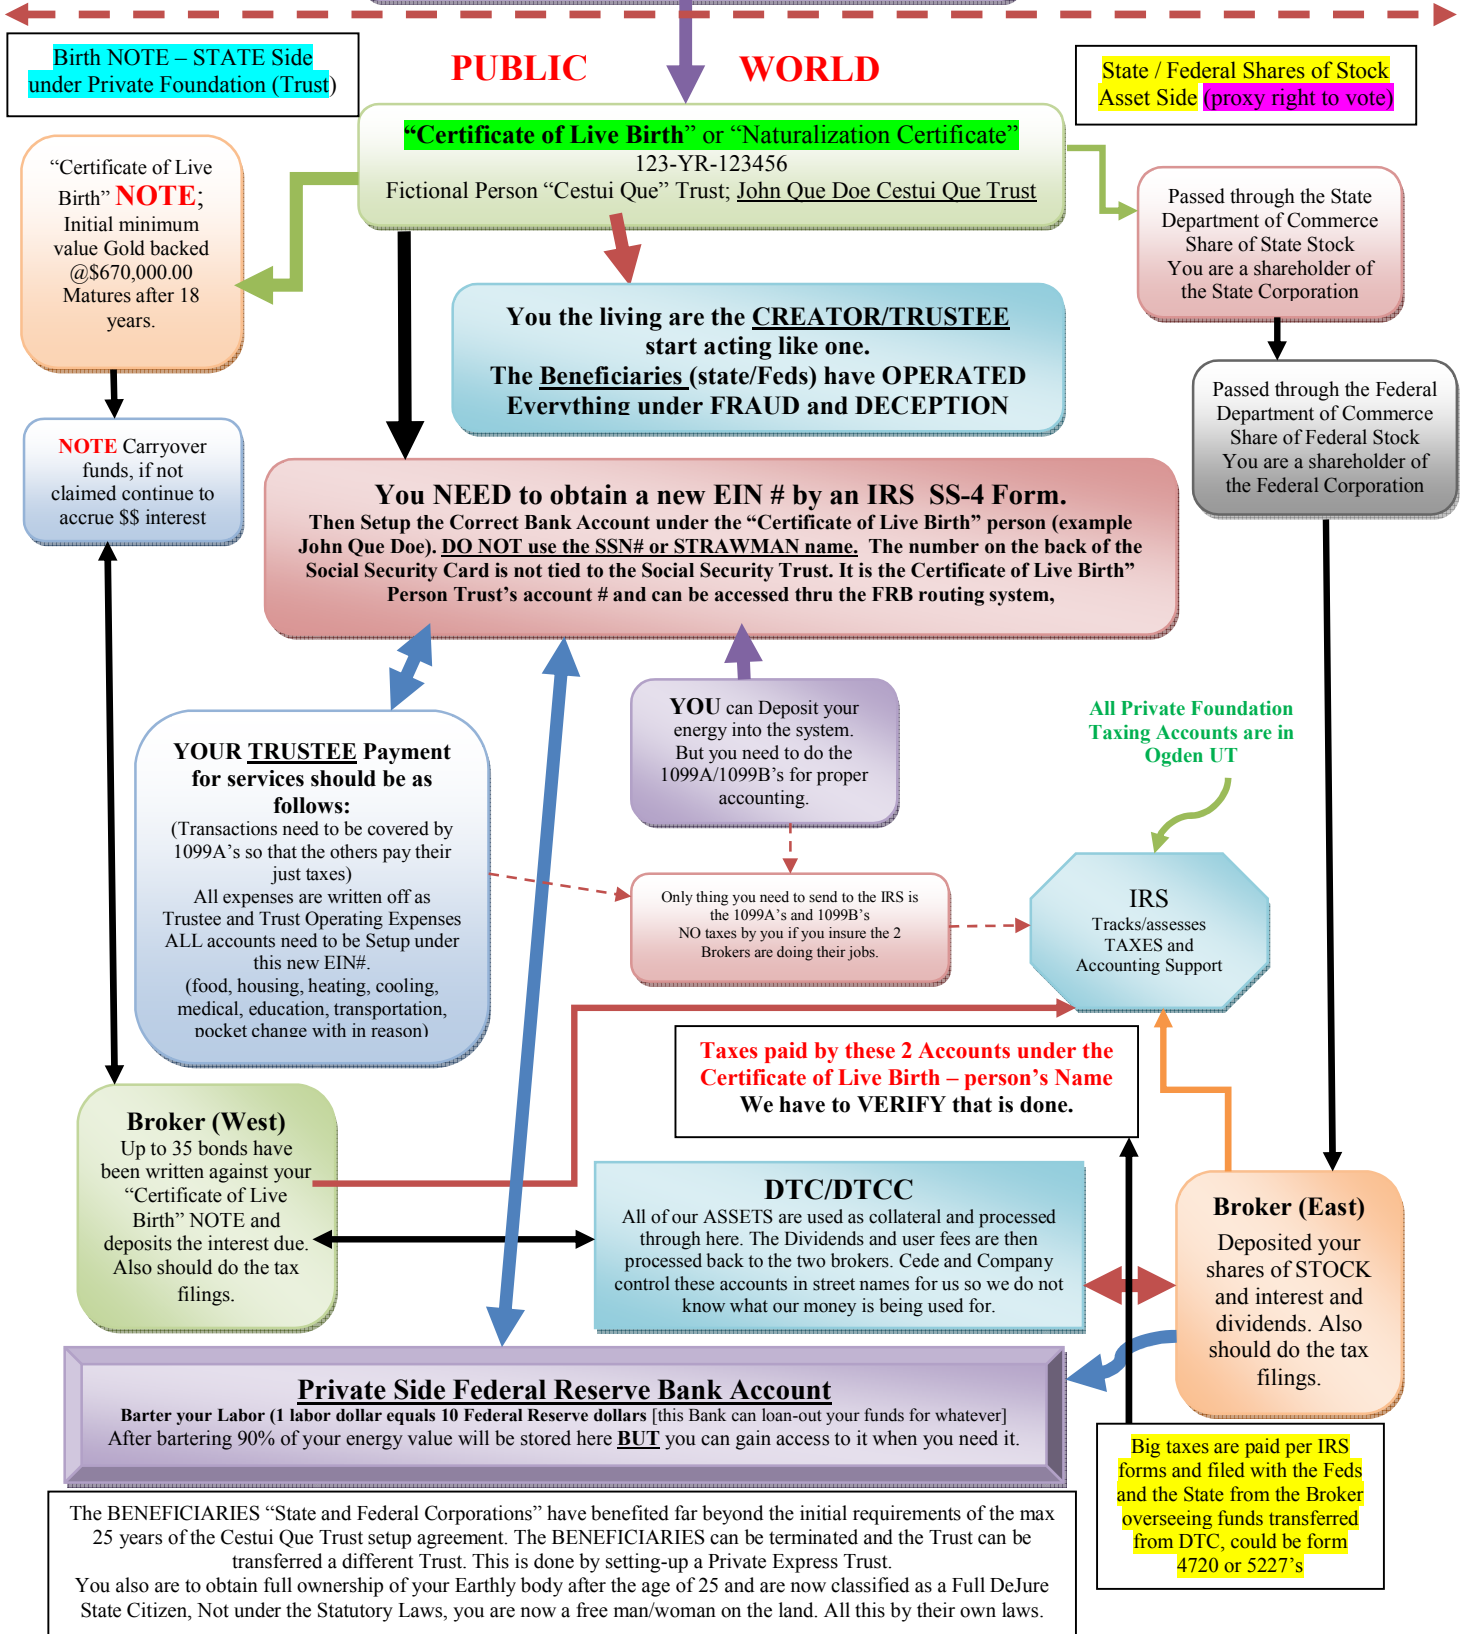 Birth NOTE – STATE Side
under Private Foundation (Trust)
PUBLIC WORLD
State / Federal Shares of Stock
Asset Side (proxy right to vote)
“Certificate of Live Birth” or “Naturalization Certificate”
123-YR-123456
Fictional Person “Cestui Que” Trust; John Que Doe Cestui Que Trust
“Certificate of Live
Birth” NOTE;
Initial minimum
value Gold backed
@$670,000.00
Matures after 18
years.
Passed through the State
Department of Commerce
Share of State Stock
You are a shareholder of
the State Corporation
You the living are the CREATOR/TRUSTEE
start acting like one.
The Beneficiaries (state/Feds) have OPERATED
Everything under FRAUD and DECEPTION
Passed through the Federal
Department of Commerce
Share of Federal Stock
You are a shareholder of
the Federal Corporation
NOTE Carryover
funds, if not
claimed continue to
accrue $$ interest
You NEED to obtain a new EIN # by an IRS SS-4 Form.
Then Setup the Correct Bank Account under the “Certificate of Live Birth” person (example
John Que Doe). DO NOT use the SSN# or STRAWMAN name. The number on the back of the
Social Security Card is not tied to the Social Security Trust. It is the Certificate of Live Birth”
Person Trust’s account # and can be accessed thru the FRB routing system,
YOUR TRUSTEE Payment
for services should be as
follows:
(Transactions need to be covered by
1099A’s so that the others pay their
just taxes)
All expenses are written off as
Trustee and Trust Operating Expenses
ALL accounts need to be Setup under
this new EIN#.
(food, housing, heating, cooling,
medical, education, transportation,
pocket change with in reason)
YOU can Deposit your
energy into the system.
But you need to do the
1099A/1099B’s for proper
accounting.
All Private Foundation
Taxing Accounts are in
Ogden UT
Only thing you need to send to the IRS is
the 1099A’s and 1099B’s
NO taxes by you if you insure the 2
Brokers are doing their jobs.
IRS
Tracks/assesses
TAXES and
Accounting Support
Taxes paid by these 2 Accounts under the
Certificate of Live Birth – person’s Name
We have to VERIFY that is done.
Broker (West)
Up to 35 bonds have
been written against your
“Certificate of Live
Birth” NOTE and
deposits the interest due.
Also should do the tax
filings.
DTC/DTCC
All of our ASSETS are used as collateral and processed
through here. The Dividends and user fees are then
processed back to the two brokers. Cede and Company
control these accounts in street names for us so we do not
know what our money is being used for.
Broker (East)
Deposited your
shares of STOCK
and interest and
dividends. Also
should do the tax
filings.
Private Side Federal Reserve Bank Account
Barter your Labor (1 labor dollar equals 10 Federal Reserve dollars [this Bank can loan-out your funds for whatever]
After bartering 90% of your energy value will be stored here BUT you can gain access to it when you need it.
Big taxes are paid per IRS
forms and filed with the Feds
and the State from the Broker
overseeing funds transferred
from DTC, could be form
4720 or 5227’s
The BENEFICIARIES “State and Federal Corporations” have benefited far beyond the initial requirements of the max
25 years of the Cestui Que Trust setup agreement. The BENEFICIARIES can be terminated and the Trust can be
transferred a different Trust. This is done by setting-up a Private Express Trust.
You also are to obtain full ownership of your Earthly body after the age of 25 and are now classified as a Full DeJure
State Citizen, Not under the Statutory Laws, you are now a free man/woman on the land. All this by their own laws.